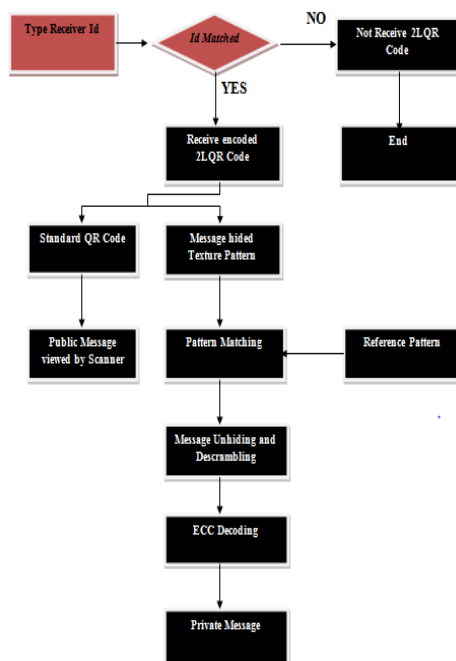 Type Receiver Id
Id Matched
NO
Not Receive 2LQR
Code
YES
Receive encoded
2LQR Code
End
Standard QR Code
Message hided
Texture Pattern
Public Message
viewed by Scanner
Pattern Matching
Reference Pattern
Message Unhiding and
Descrambling
ECC Decoding
Private Message